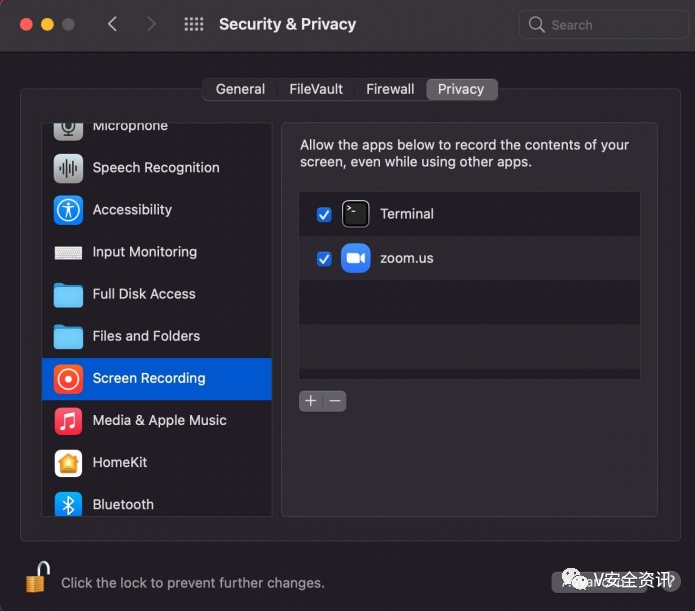 Security & Privacy
Search
General
FileVault
Firewall
Privacy
Microphone
Speech Recognition
Accessibility
Input Monitoring
Full Disk Access
Files and Folders
Screen Recording
Media & Apple Music
HomeKit
Bluetooth
Allow the apps below to record the contents of your
screen, even while using other apps.
Terminal
zoom.us
+ −
Click the lock to prevent further changes.
V安全资讯